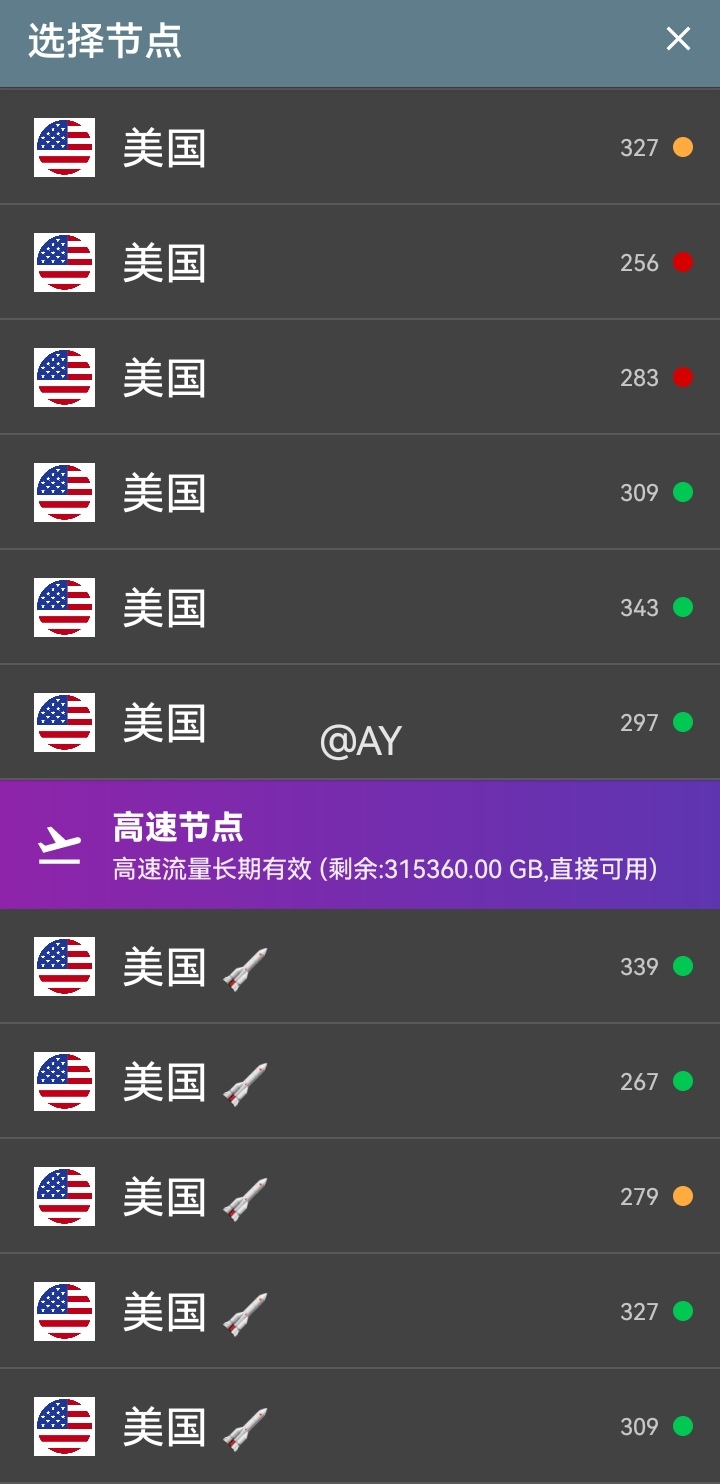 选择节点
美国 327
美国 256
美国 283
美国 309
美国 343
美国 297
@AY
高速节点
高速流量长期有效 (剩余:315360.00 GB,直接可用)
美国 339
美国 267
美国 279
美国 327
美国 309